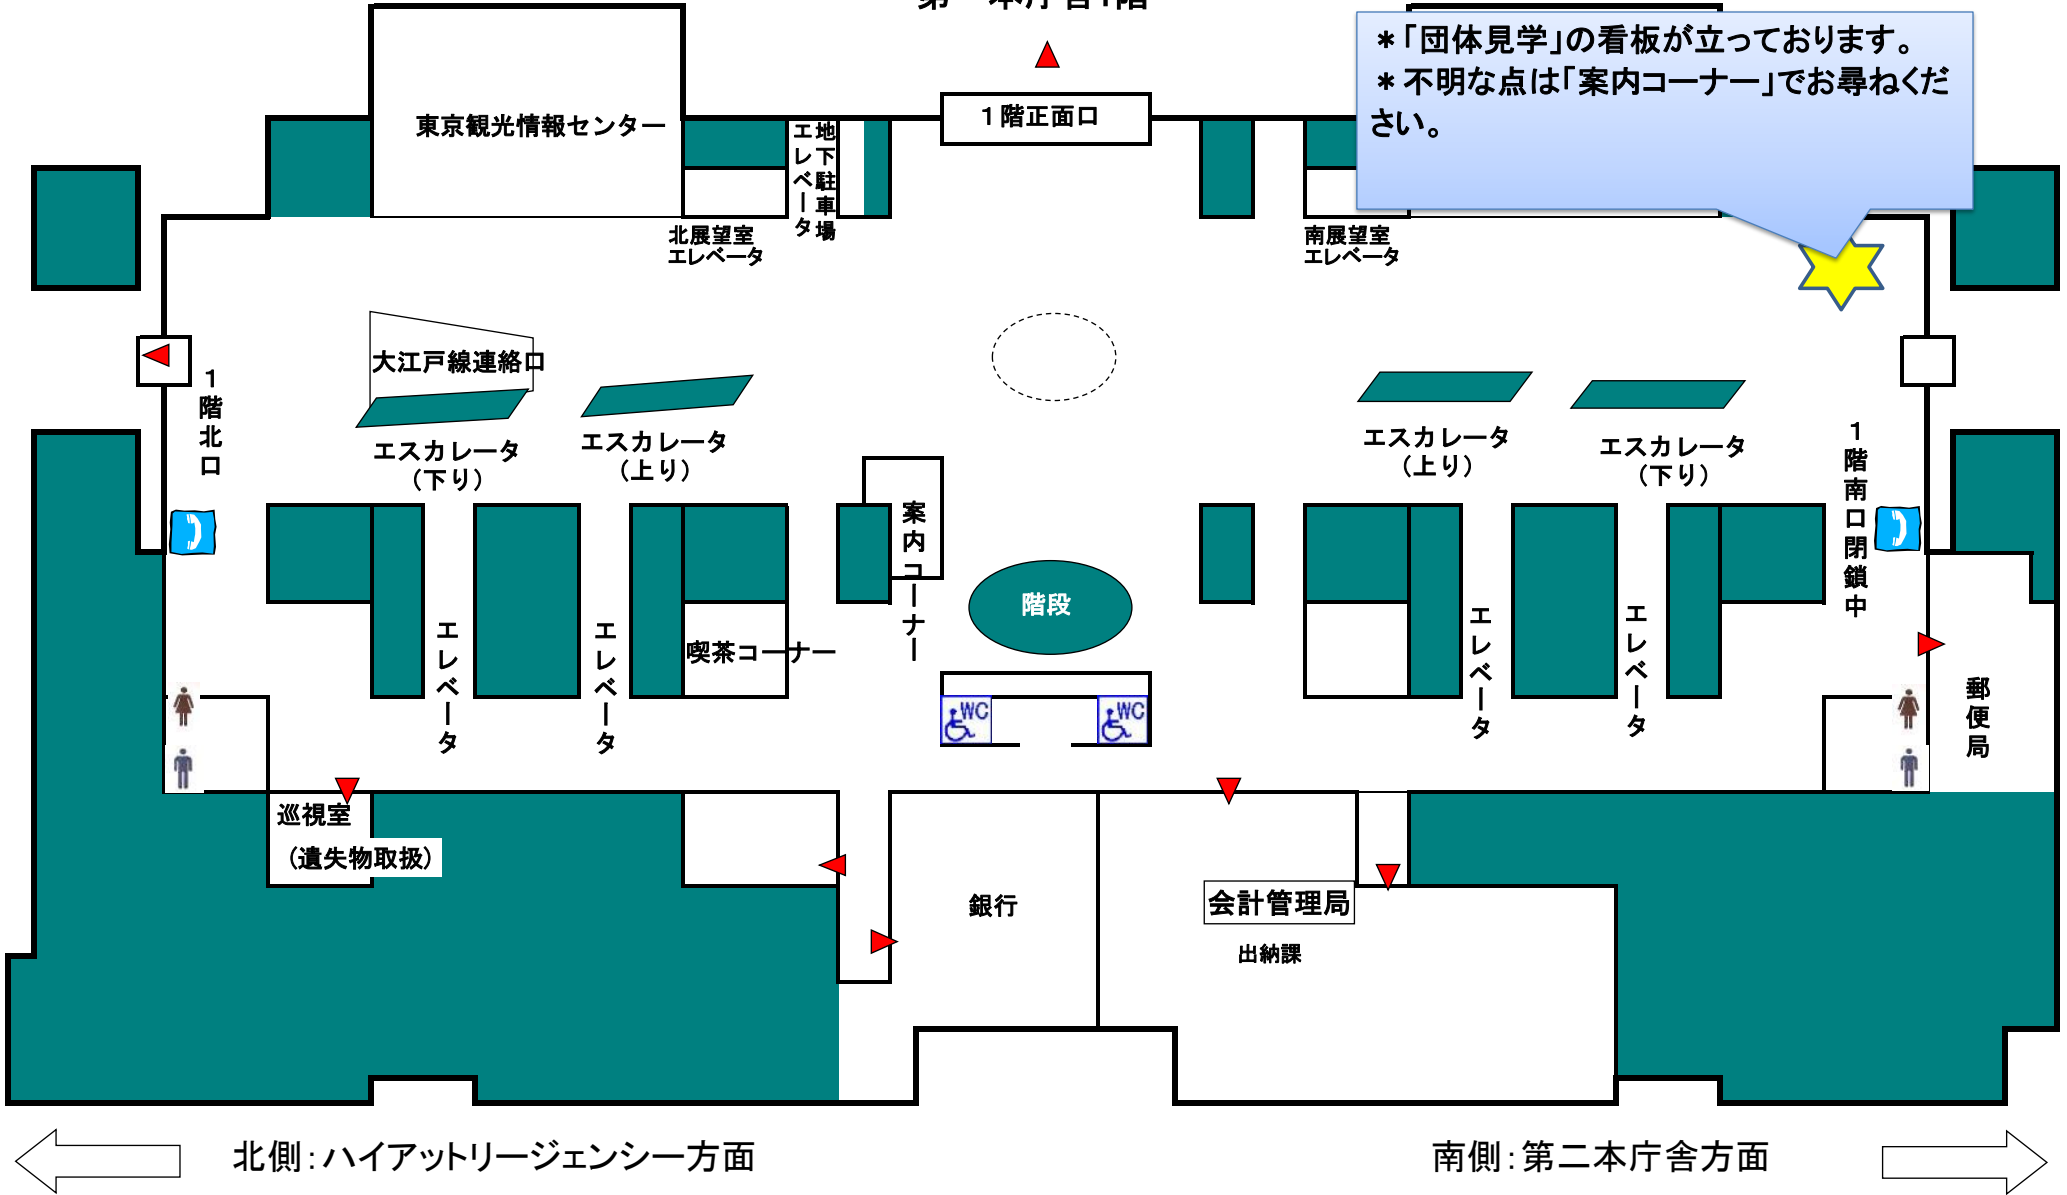 ＊「団体見学」の看板が立っております。
＊不明な点は「案内コーナー」でお尋ねくだ
さい。
１階正面口
東京観光情報センター
地下駐車場
エレベータ
北展望室
エレベータ
南展望室
エレベータ
大江戸線連絡口
１階北口
エスカレータ
（下り）
エスカレータ
（上り）
エスカレータ
（上り）
エスカレータ
（下り）
１階南口閉鎖中
案内コーナー
階段
エレベータ
エレベータ
喫茶コーナー
エレベータ
エレベータ
WC
WC
郵便局
巡視室
（遺失物取扱）
銀行
会計管理局
出納課
北側：ハイアットリージェンシー方面
南側：第二本庁舎方面